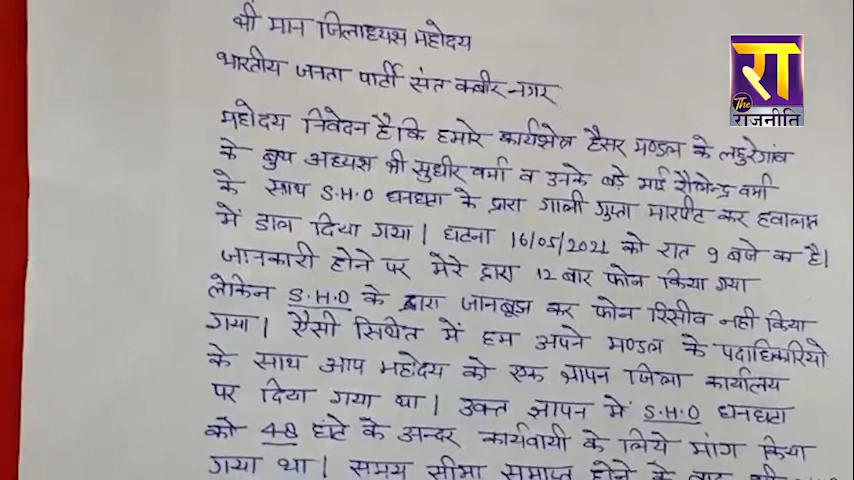 श्री मान जिलाध्यक्ष महोदय
भारतीय जनता पार्टी संत कबीर नगर
महोदय निवेदन है कि हमारे कार्यक्षेत्र हैसर मण्डल के लहुरेगांव
के बुथ अध्यक्ष श्री सुधीर वर्मा व उनके बड़े भाई शैलेन्द्र वर्मा
के साथ S.H.O धनघटा के द्वारा गाली गुप्ता मारपीट कर हवालात
में डाल दिया गया। घटना 16/05/2021 को रात 9 बजे का है।
जानकारी होने पर मेरे द्वारा 12 बार फोन किया गया
लेकिन S.H.O के द्वारा जानबूझ कर फोन रिसीव नही किया
गया। ऐसी सिथेत में हम अपने मण्डल के पदाधिकारियो
के साथ आप महोदय को एक ज्ञापन जिला कार्यालय
पर दिया गया था। उक्त ज्ञापन में S.H.O धनघटा
को 48 घंटे के अन्दर कार्यवायी के लिये मांग किया
गया था। समय सीमा समाप्त होने के बाद
रा
The
राजनीति